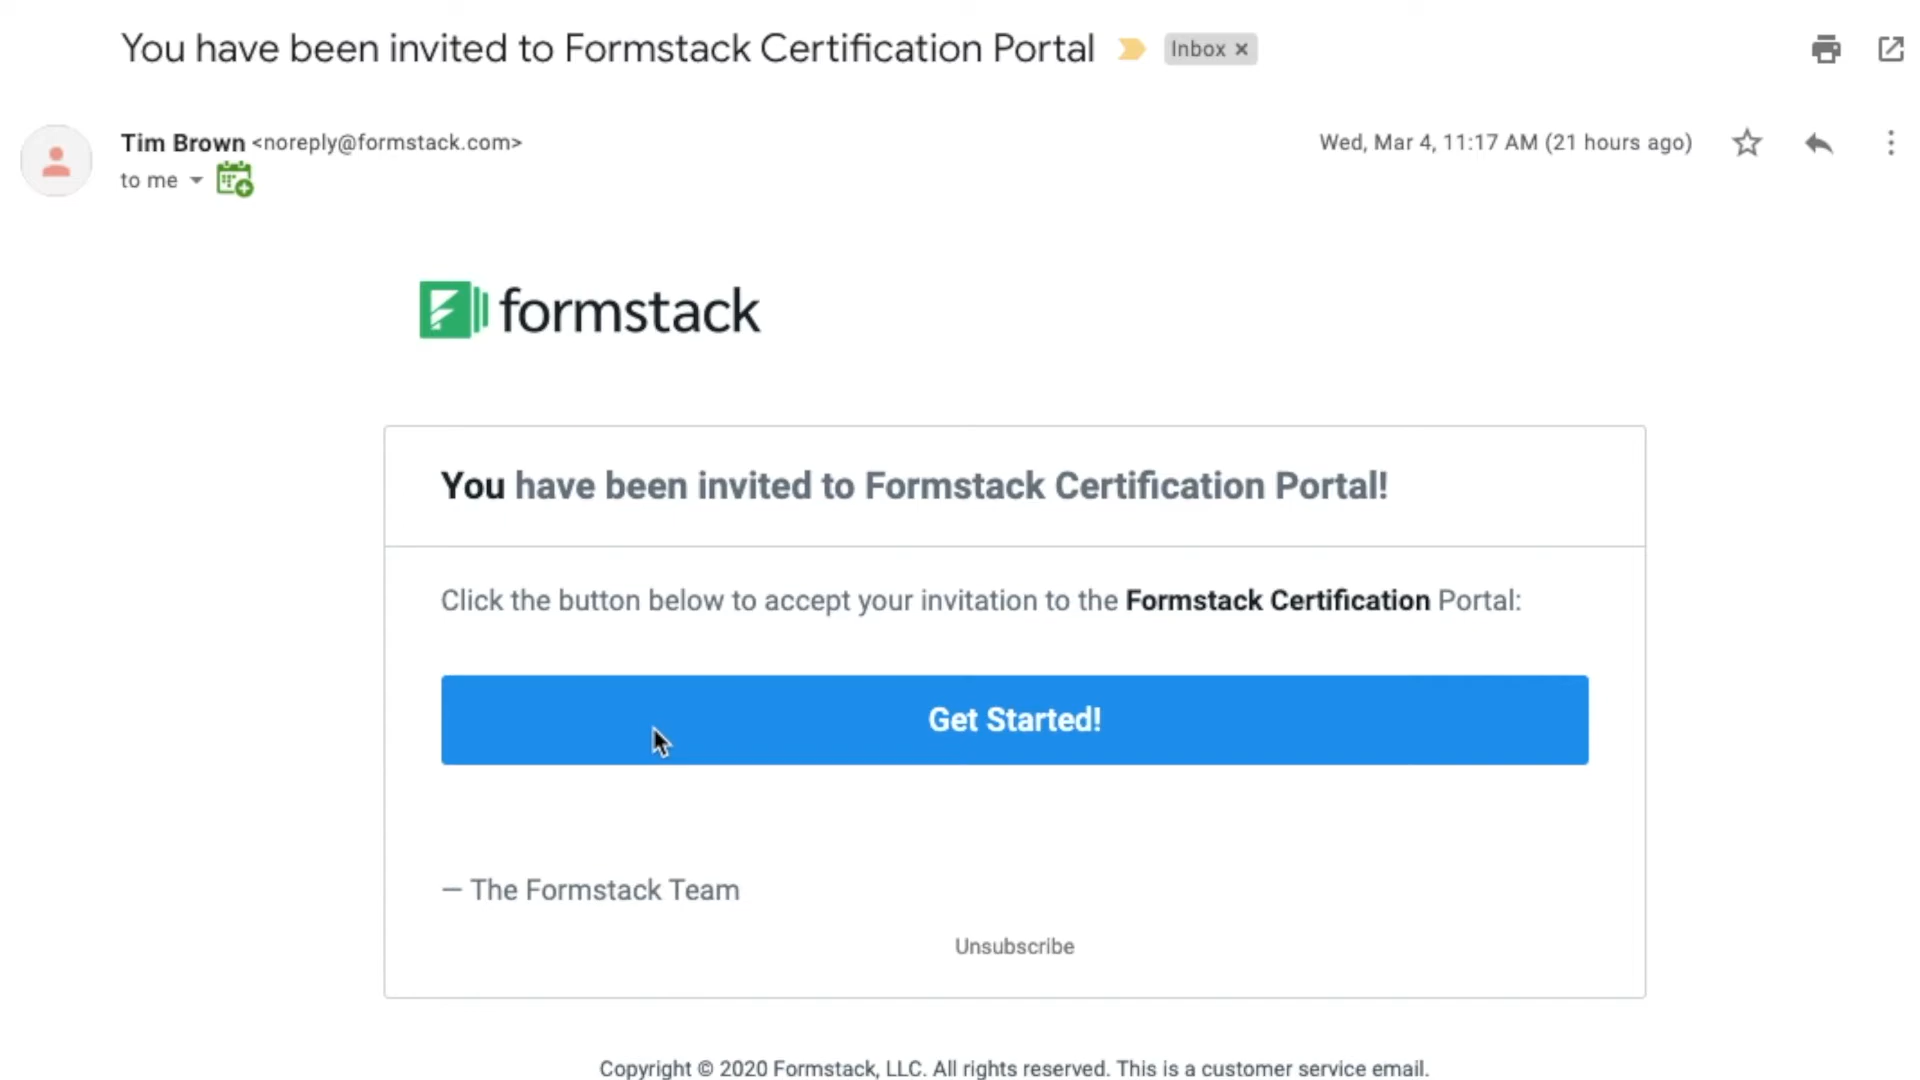 You have been invited to Formstack Certification Portal
Inbox ×
Tim Brown <noreply@formstack.com>
Wed, Mar 4, 11:17 AM (21 hours ago)
to me
formstack
You have been invited to Formstack Certification Portal!
Click the button below to accept your invitation to the Formstack Certification Portal:
Get Started!
— The Formstack Team
Unsubscribe
Copyright © 2020 Formstack, LLC. All rights reserved. This is a customer service email.